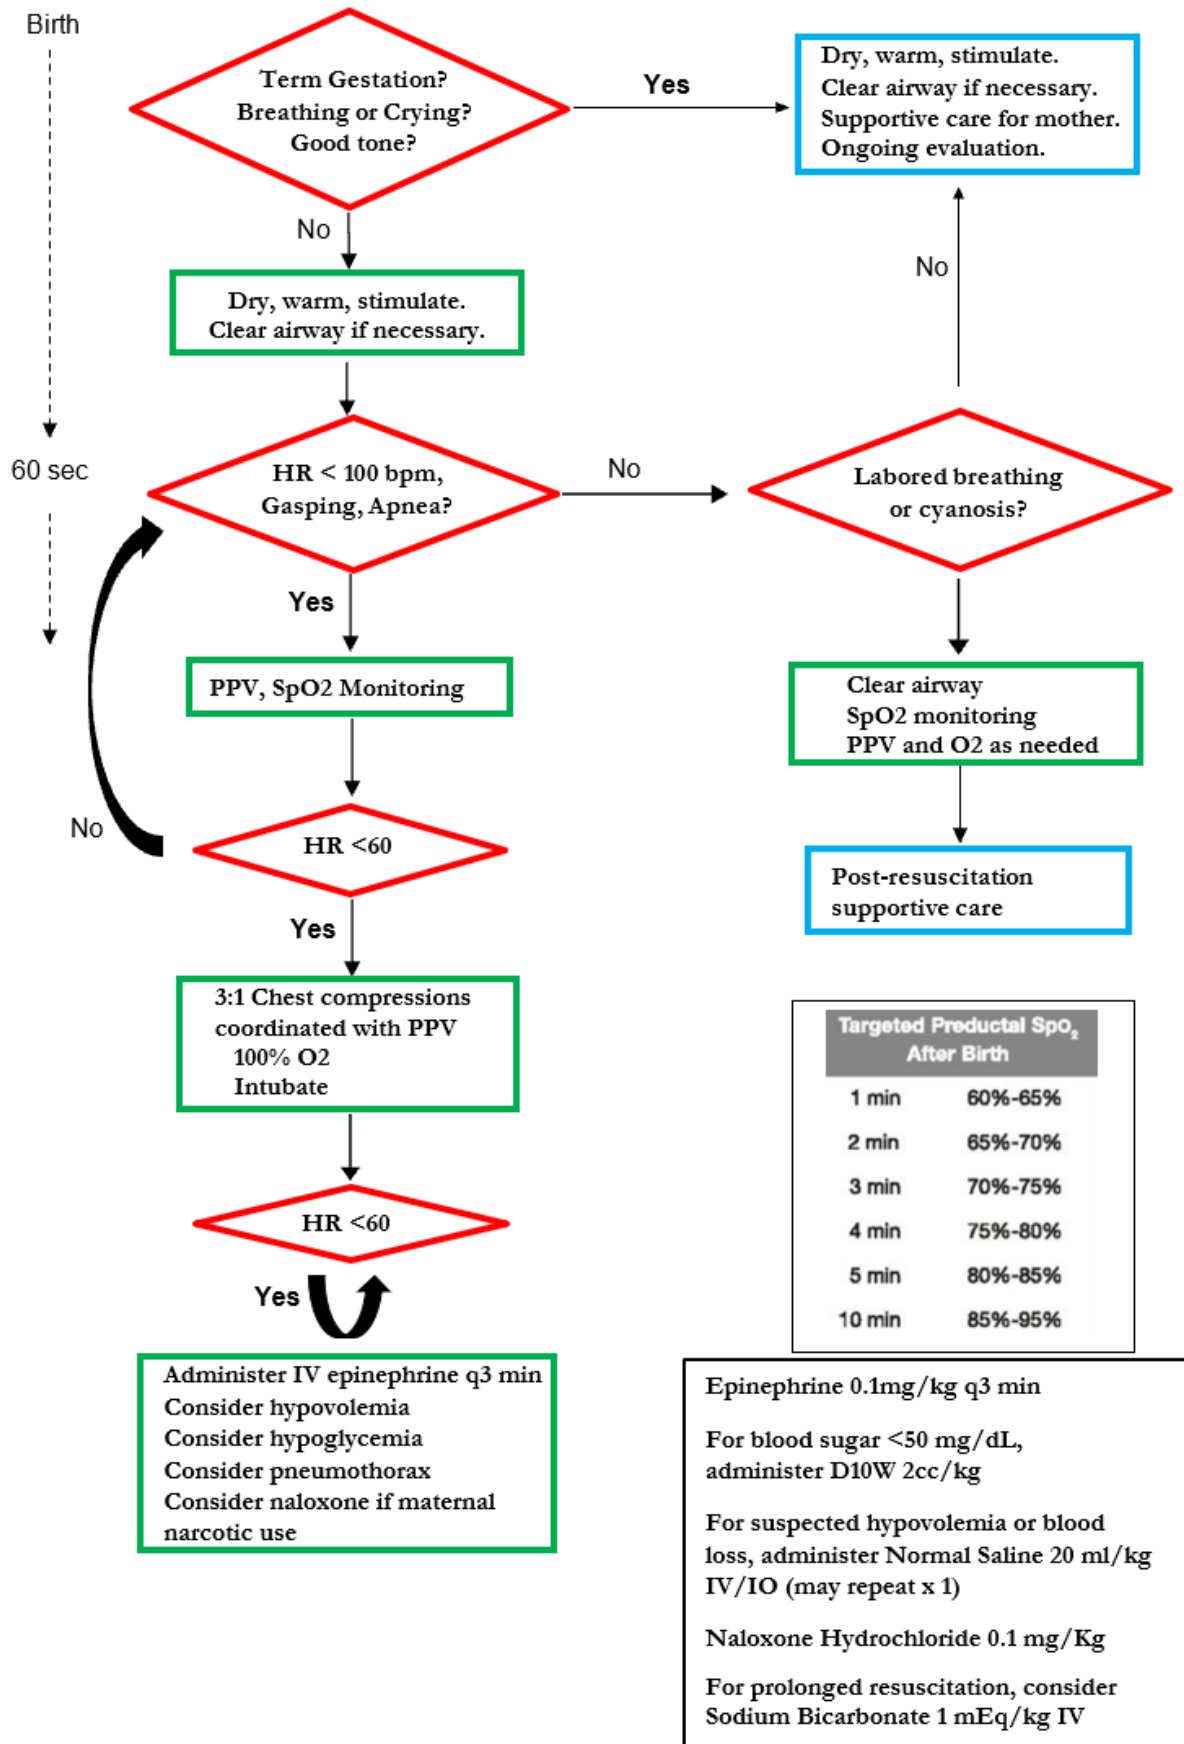 Birth
Term Gestation?
Breathing or Crying?
Good tone?
Yes
Dry, warm, stimulate.
Clear airway if necessary.
Supportive care for mother.
Ongoing evaluation.
No
Dry, warm, stimulate.
Clear airway if necessary.
No
60 sec
HR < 100 bpm,
Gasping, Apnea?
No
Labored breathing
or cyanosis?
Yes
PPV, SpO2 Monitoring
Clear airway
SpO2 monitoring
PPV and O2 as needed
No
HR <60
Post-resuscitation
supportive care
Yes
3:1 Chest compressions
coordinated with PPV
100% O2
Intubate
HR <60
Yes
Administer IV epinephrine q3 min
Consider hypovolemia
Consider hypoglycemia
Consider pneumothorax
Consider naloxone if maternal
narcotic use
Targeted Preductal SpO₂
After Birth
1 min 60%-65%
2 min 65%-70%
3 min 70%-75%
4 min 75%-80%
5 min 80%-85%
10 min 85%-95%
Epinephrine 0.1mg/kg q3 min
For blood sugar <50 mg/dL,
administer D10W 2cc/kg
For suspected hypovolemia or blood
loss, administer Normal Saline 20 ml/kg
IV/IO (may repeat x 1)
Naloxone Hydrochloride 0.1 mg/Kg
For prolonged resuscitation, consider
Sodium Bicarbonate 1 mEq/kg IV